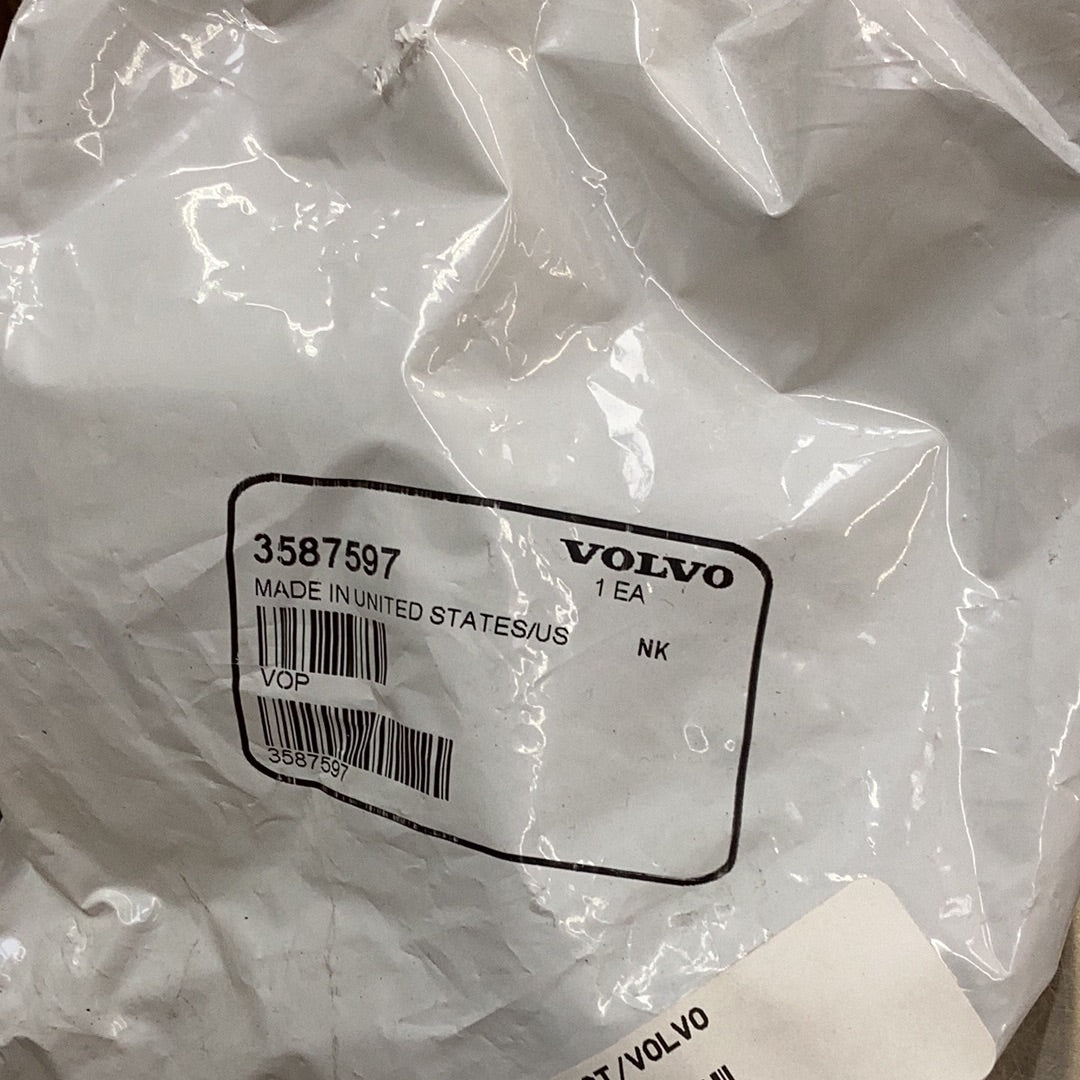 3587597
VOLVO
1 EA
MADE IN UNITED STATES/US
NK
VOP
3587597
/VOLVO